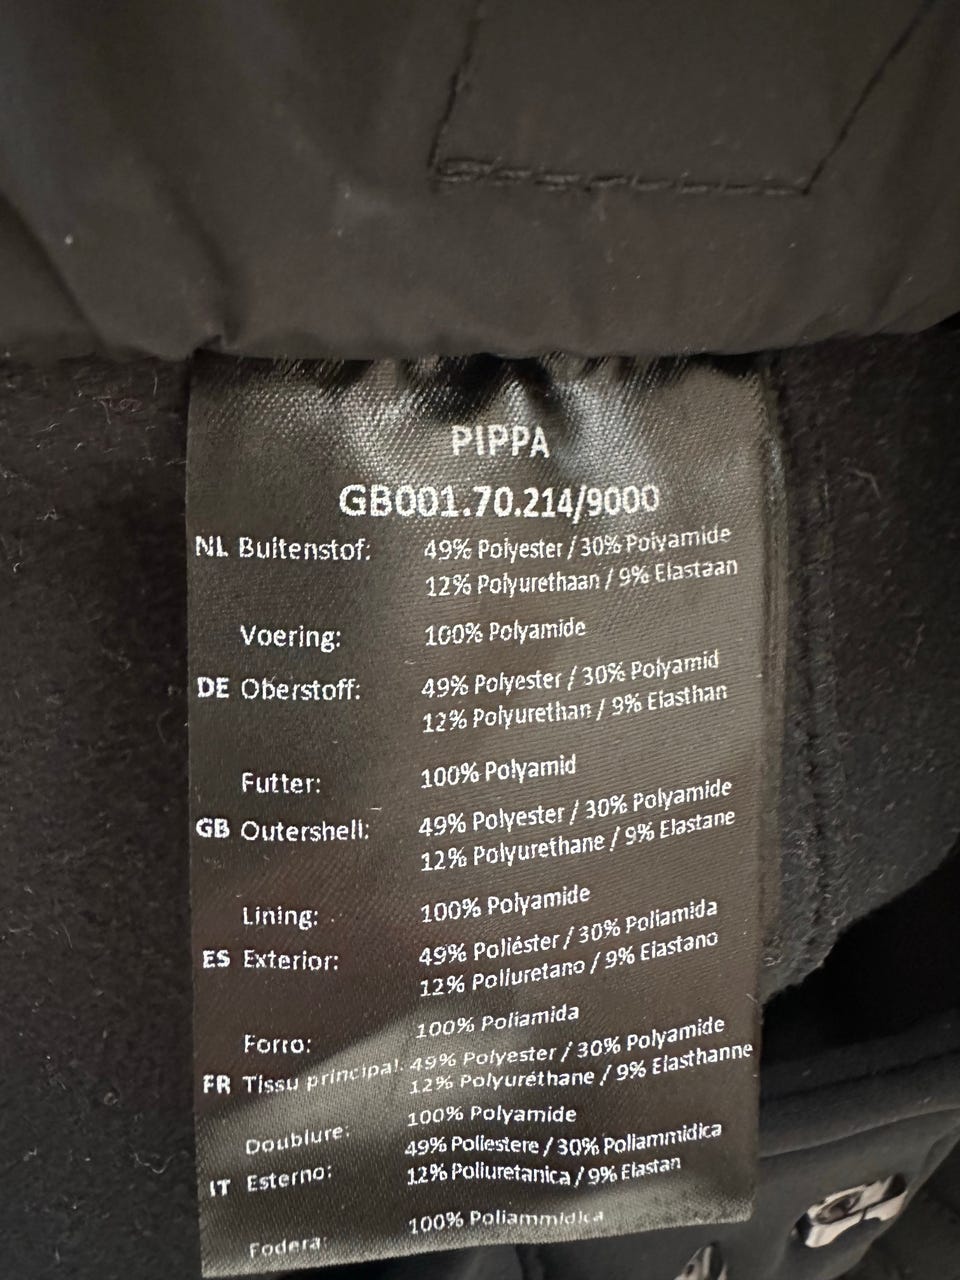 PIPPA
GB001.70.214/9000
NL Buitenstof: 49% Polyester / 30% Polyamide
12% Polyurethaan / 9% Elastaan
Voering: 100% Polyamide
DE Oberstoff: 49% Polyester / 30% Polyamid
12% Polyurethan / 9% Elasthan
Futter: 100% Polyamid
GB Outershell: 49% Polyester / 30% Polyamide
12% Polyurethane / 9% Elastane
Lining: 100% Polyamide
ES Exterior: 49% Poliéster / 30% Poliamida
12% Poliuretano / 9% Elastano
Forro: 100% Poliamida
FR Tissu principal: 49% Polyester / 30% Polyamide
12% Polyuréthane / 9% Elasthanne
Doublure: 100% Polyamide
IT Esterno: 49% Poliestere / 30% Poliammidica
12% Poliuretanica / 9% Elastan
Fodera: 100% Poliammidica